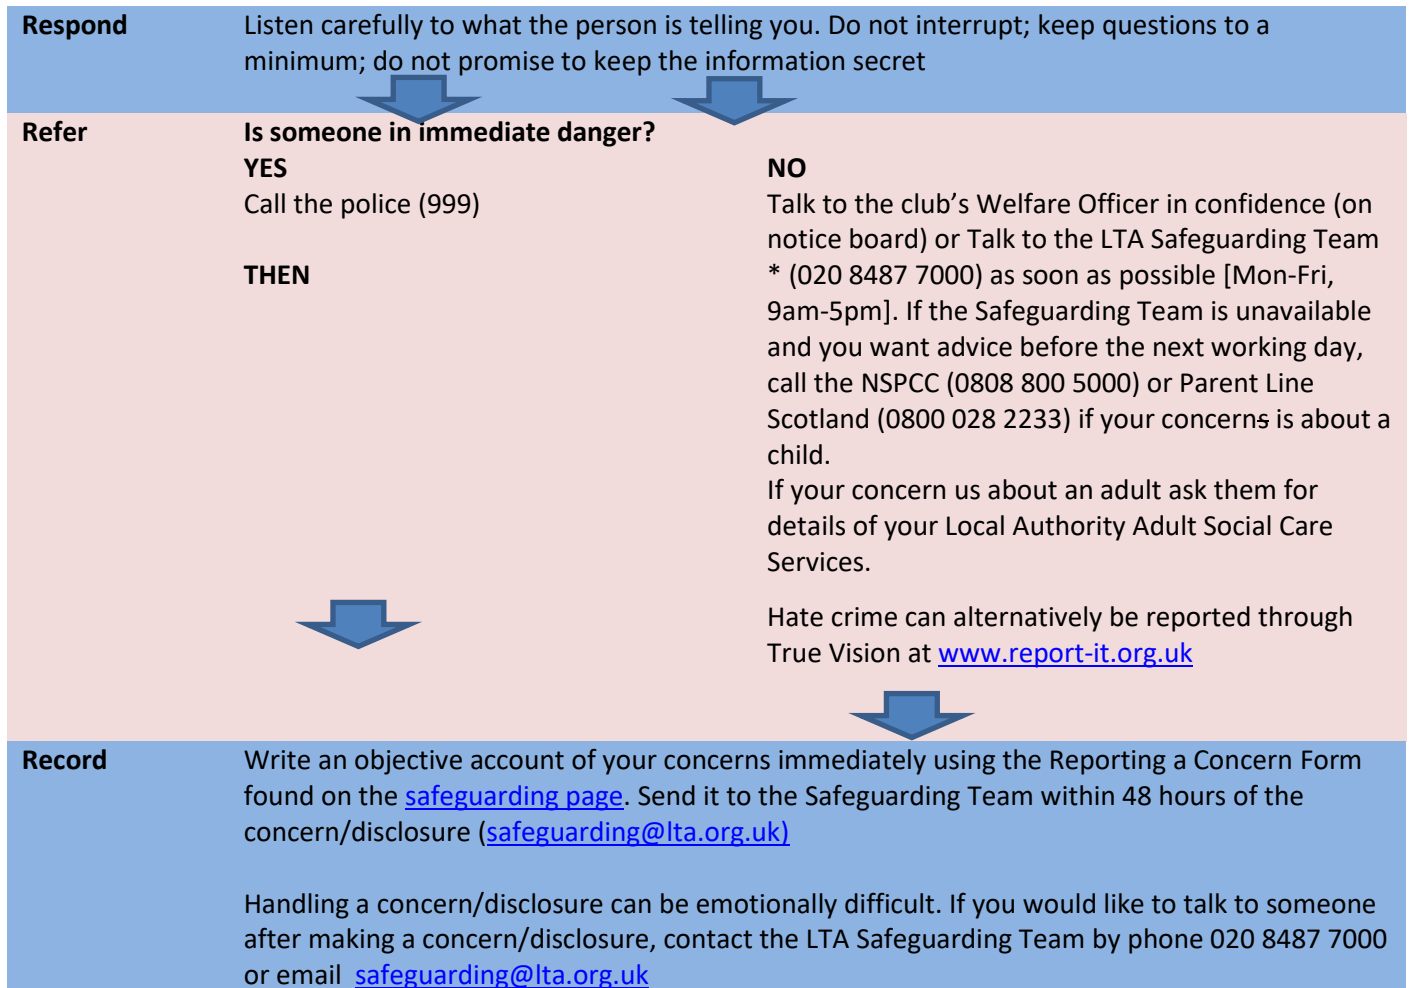 Respond
Listen carefully to what the person is telling you. Do not interrupt; keep questions to a
minimum; do not promise to keep the information secret
Refer
Is someone in immediate danger?
YES
Call the police (999)
THEN
NO
Talk to the club’s Welfare Officer in confidence (on
notice board) or Talk to the LTA Safeguarding Team
* (020 8487 7000) as soon as possible [Mon-Fri,
9am-5pm]. If the Safeguarding Team is unavailable
and you want advice before the next working day,
call the NSPCC (0808 800 5000) or Parent Line
Scotland (0800 028 2233) if your concerns is about a
child.
If your concern us about an adult ask them for
details of your Local Authority Adult Social Care
Services.
Hate crime can alternatively be reported through
True Vision at www.report-it.org.uk
Record
Write an objective account of your concerns immediately using the Reporting a Concern Form
found on the safeguarding page. Send it to the Safeguarding Team within 48 hours of the
concern/disclosure (safeguarding@lta.org.uk)
Handling a concern/disclosure can be emotionally difficult. If you would like to talk to someone
after making a concern/disclosure, contact the LTA Safeguarding Team by phone 020 8487 7000
or email safeguarding@lta.org.uk